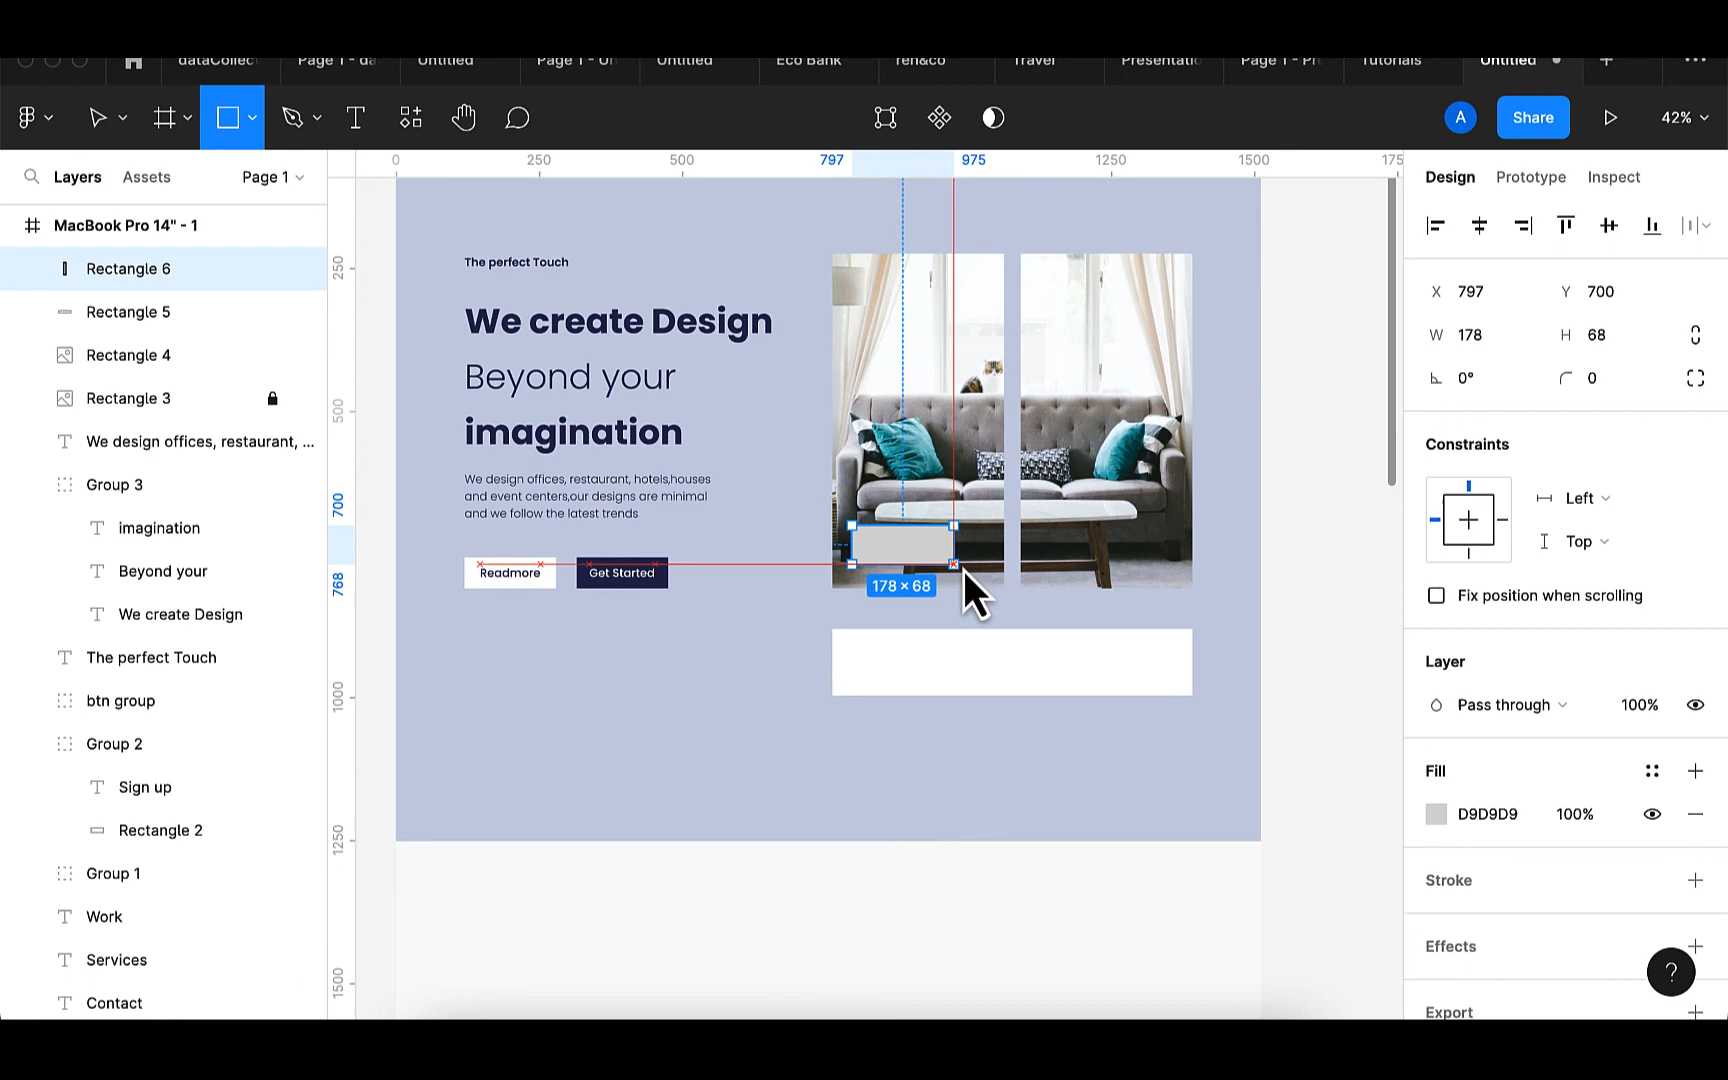 dataCollec
Page 1 - da
Untitled
Page 1 - Un
Untitled
Eco Bank
ren&co
Travel
Presentatio
Page 1 - Pr
Tutorials
Untitled
A
Share
42%
Layers
Assets
Page 1
MacBook Pro 14" - 1
Rectangle 6
Rectangle 5
Rectangle 4
Rectangle 3
We design offices, restaurant, ...
Group 3
imagination
Beyond your
We create Design
The perfect Touch
btn group
Group 2
Sign up
Rectangle 2
Group 1
Work
Services
Contact
0
250
500
797
975
1250
1500
175
250
500
700
768
1000
1250
1500
The perfect Touch
We create Design
Beyond your
imagination
We design offices, restaurant, hotels,houses
and event centers,our designs are minimal
and we follow the latest trends
Readmore
Get Started
178 × 68
Design
Prototype
Inspect
X 797
Y 700
W 178
H 68
0°
0
Constraints
Left
Top
Fix position when scrolling
Layer
Pass through
100%
Fill
D9D9D9
100%
Stroke
Effects
?
Export